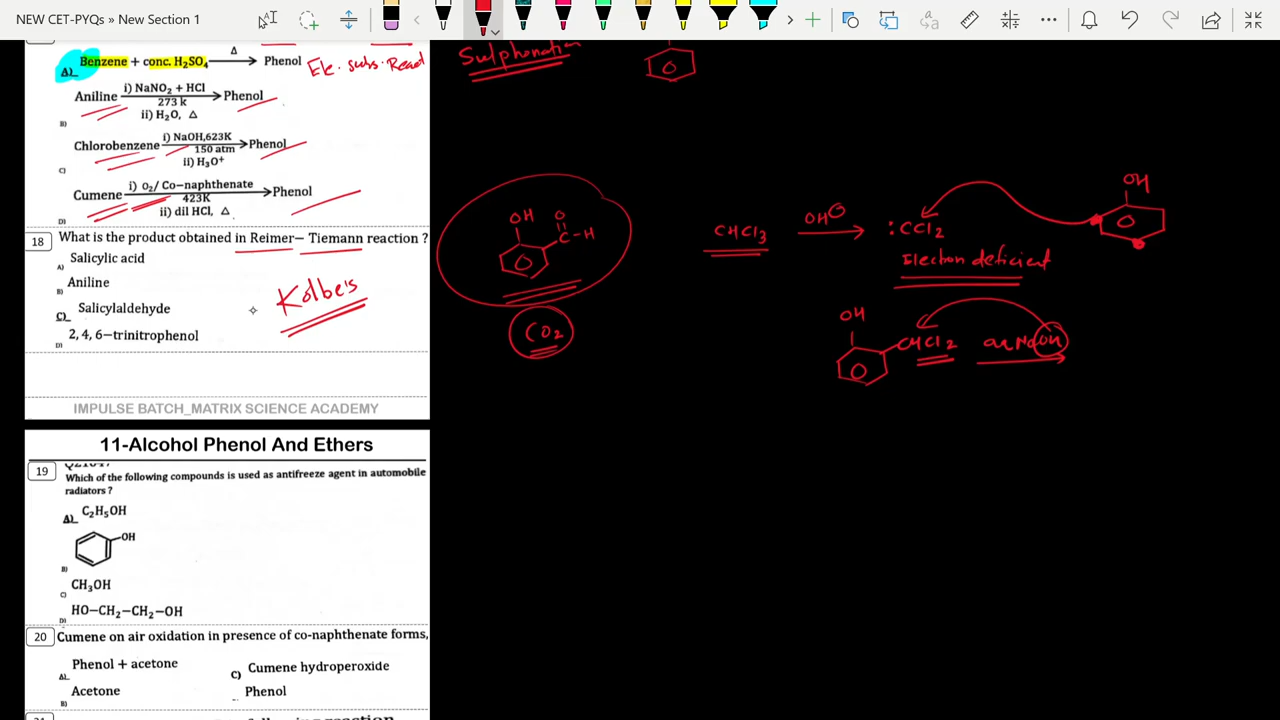 NEW CET-PYQs » New Section 1
Benzene + conc. H₂SO₄ Δ→ Phenol
A)
Ele. subs. React
Aniline i) NaNO₂ + HCl → Phenol
273 k
ii) H₂O, Δ
B)
Chlorobenzene i) NaOH,623K → Phenol
150 atm
ii) H₃O⁺
C)
Cumene i) O₂/ Co−naphthenate → Phenol
423K
ii) dil HCl, Δ
D)
18 What is the product obtained in Reimer− Tiemann reaction ?
Salicylic acid
A)
Aniline
B)
Salicylaldehyde
C)
2, 4, 6−trinitrophenol
D)
Kolbe's
IMPULSE BATCH_MATRIX SCIENCE ACADEMY
11-Alcohol Phenol And Ethers
19
Which of the following compounds is used as antifreeze agent in automobile
radiators ?
C₂H₅OH
A)
OH
B)
CH₃OH
C)
HO−CH₂−CH₂−OH
D)
20 Cumene on air oxidation in presence of co-naphthenate forms,
Phenol + acetone
A)
C) Cumene hydroperoxide
Acetone
B)
Phenol
Sulphonation
OH O
C-H
CO₂
CHCl₃ OH⊖ → :CCl₂
OH
Electron deficient
OH
CHCl₂ aq NaOH →